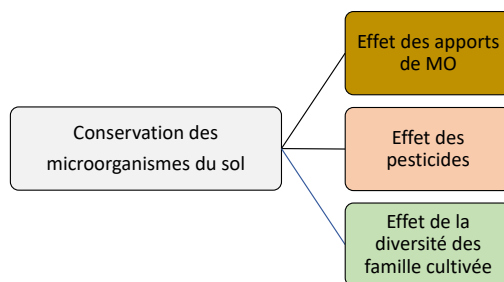 Effet des apports
de MO
Conservation des
microorganismes du sol
Effet des
pesticides
Effet de la
diversité des
famille cultivée